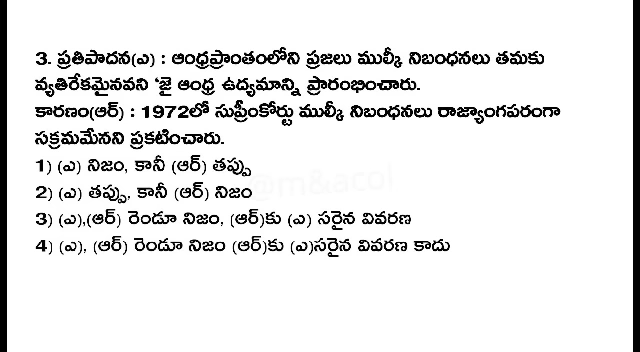 3. ప్రతిపాదన(ఎ) : ఆంధ్రప్రాంతంలోని ప్రజలు ముల్కీ నిబంధనలు తమకు
వ్యతిరేకమైనవని 'జై ఆంధ్ర ఉద్యమాన్ని ప్రారంభించారు.
కారణం(ఆర్) : 1972లో సుప్రీంకోర్టు ముల్కీ నిబంధనలు రాజ్యాంగపరంగా
సక్రమమేనని ప్రకటించారు.
1) (ఎ) నిజం, కానీ (ఆర్) తప్పు
2) (ఎ) తప్పు, కానీ (ఆర్) నిజం
3) (ఎ),(ఆర్) రెండూ నిజం, (ఆర్)కు (ఎ) సరైన వివరణ
4) (ఎ), (ఆర్) రెండూ నిజం (ఆర్)కు (ఎ)సరైన వివరణ కాదు